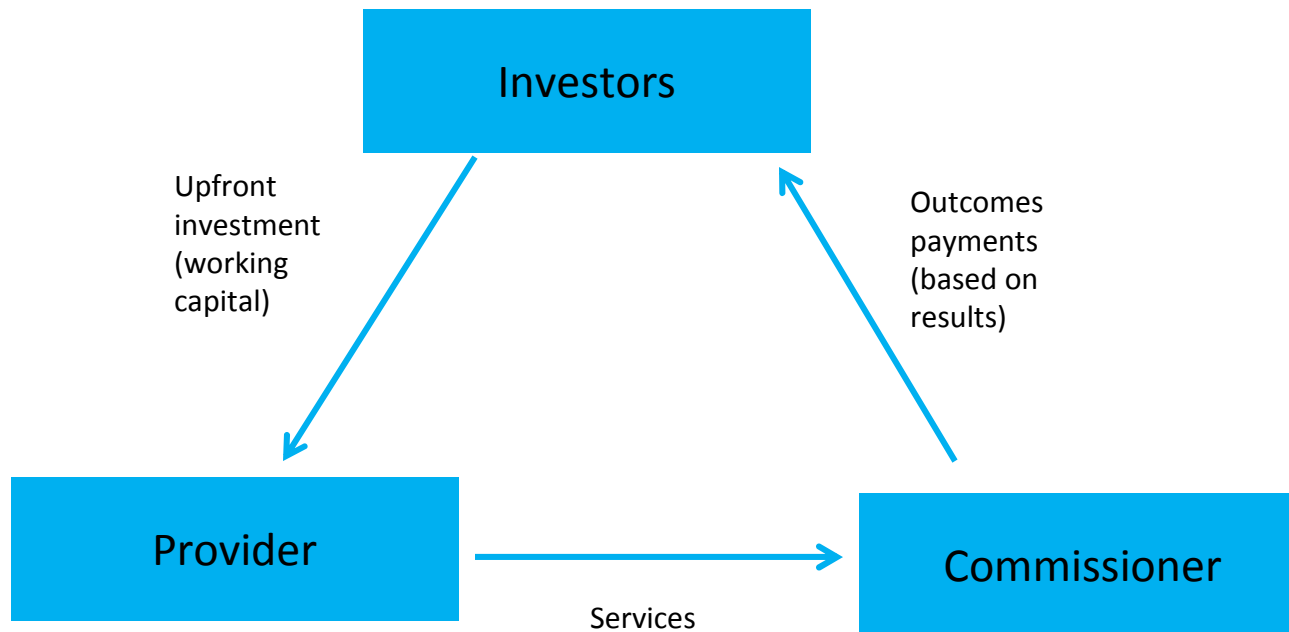 Investors
Upfront
investment
(working
capital)
Outcomes
payments
(based on
results)
Provider
Commissioner
Services